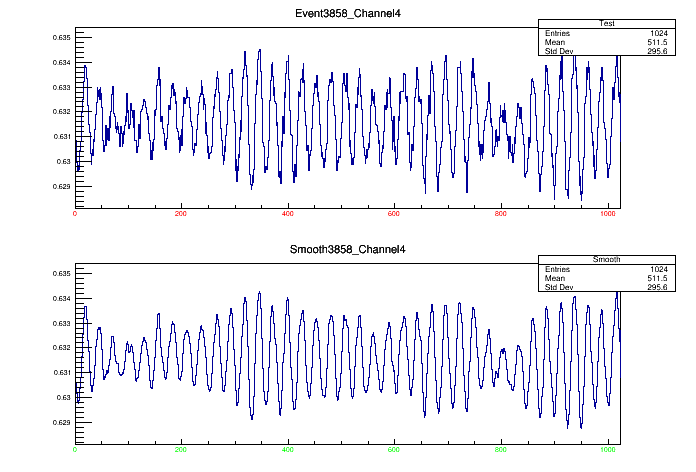 Event3858_Channel4
Test
Entries 1024
Mean 511.5
Std Dev 295.6
0.635
0.634
0.633
0.632
0.631
0.63
0.629
0 200 400 600 800 1000
Smooth3858_Channel4
Smooth
Entries 1024
Mean 511.5
Std Dev 295.6
0.635
0.634
0.633
0.632
0.631
0.63
0.629
0 200 400 600 800 1000